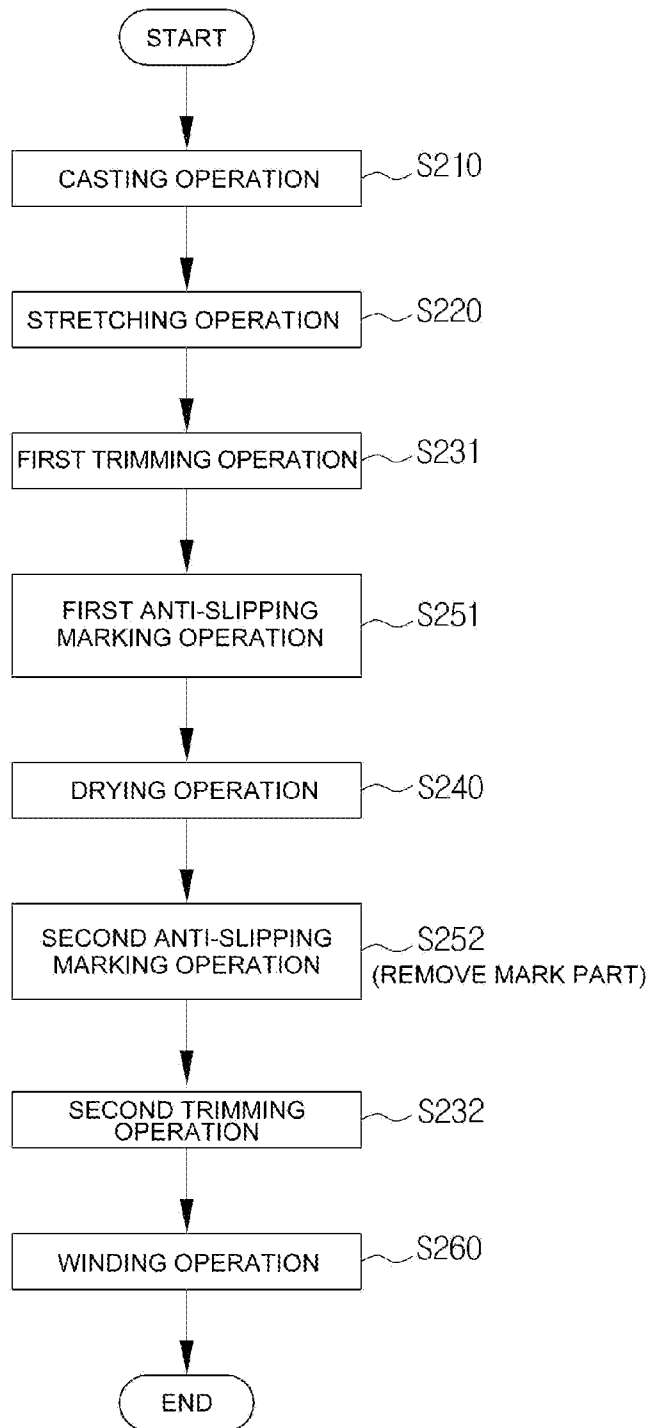 START
CASTING OPERATION
S210
STRETCHING OPERATION
S220
FIRST TRIMMING OPERATION
S231
FIRST ANTI-SLIPPING
MARKING OPERATION
S251
DRYING OPERATION
S240
SECOND ANTI-SLIPPING
MARKING OPERATION
S252
(REMOVE MARK PART)
SECOND TRIMMING
OPERATION
S232
WINDING OPERATION
S260
END